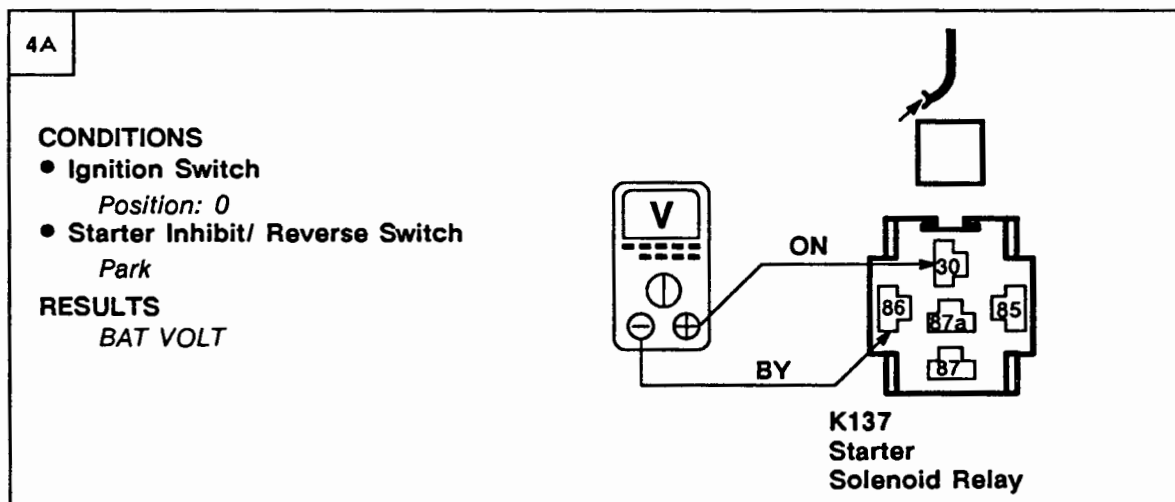 4A
CONDITIONS
• Ignition Switch
Position: 0
• Starter Inhibit/ Reverse Switch
Park
RESULTS
BAT VOLT
V
ON
BY
30
86
87a
85
87
K137
Starter
Solenoid Relay